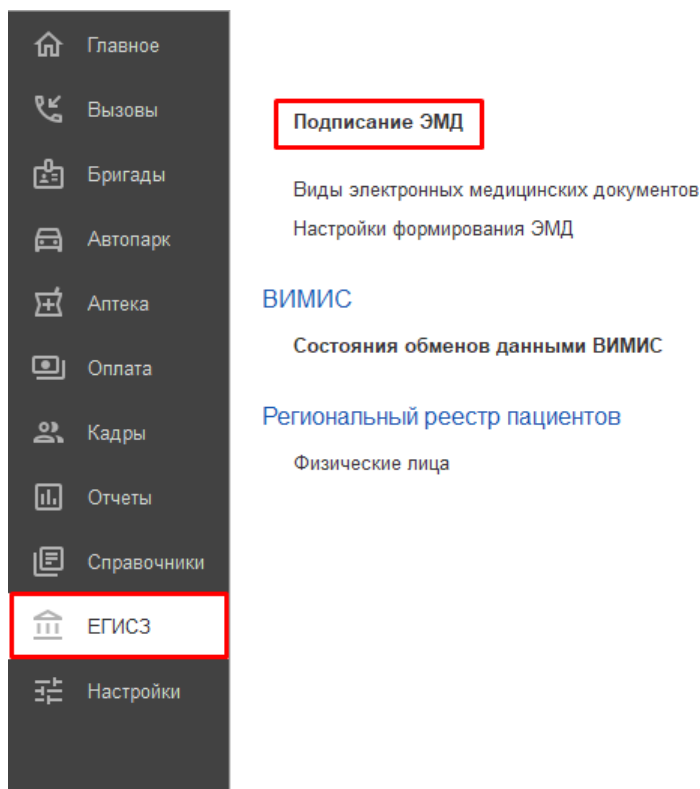 Главное
Вызовы
Бригады
Автопарк
Аптека
Оплата
Кадры
Отчеты
Справочники
ЕГИСЗ
Настройки
Подписание ЭМД
Виды электронных медицинских документов
Настройки формирования ЭМД
ВИМИС
Состояния обменов данными ВИМИС
Региональный реестр пациентов
Физические лица